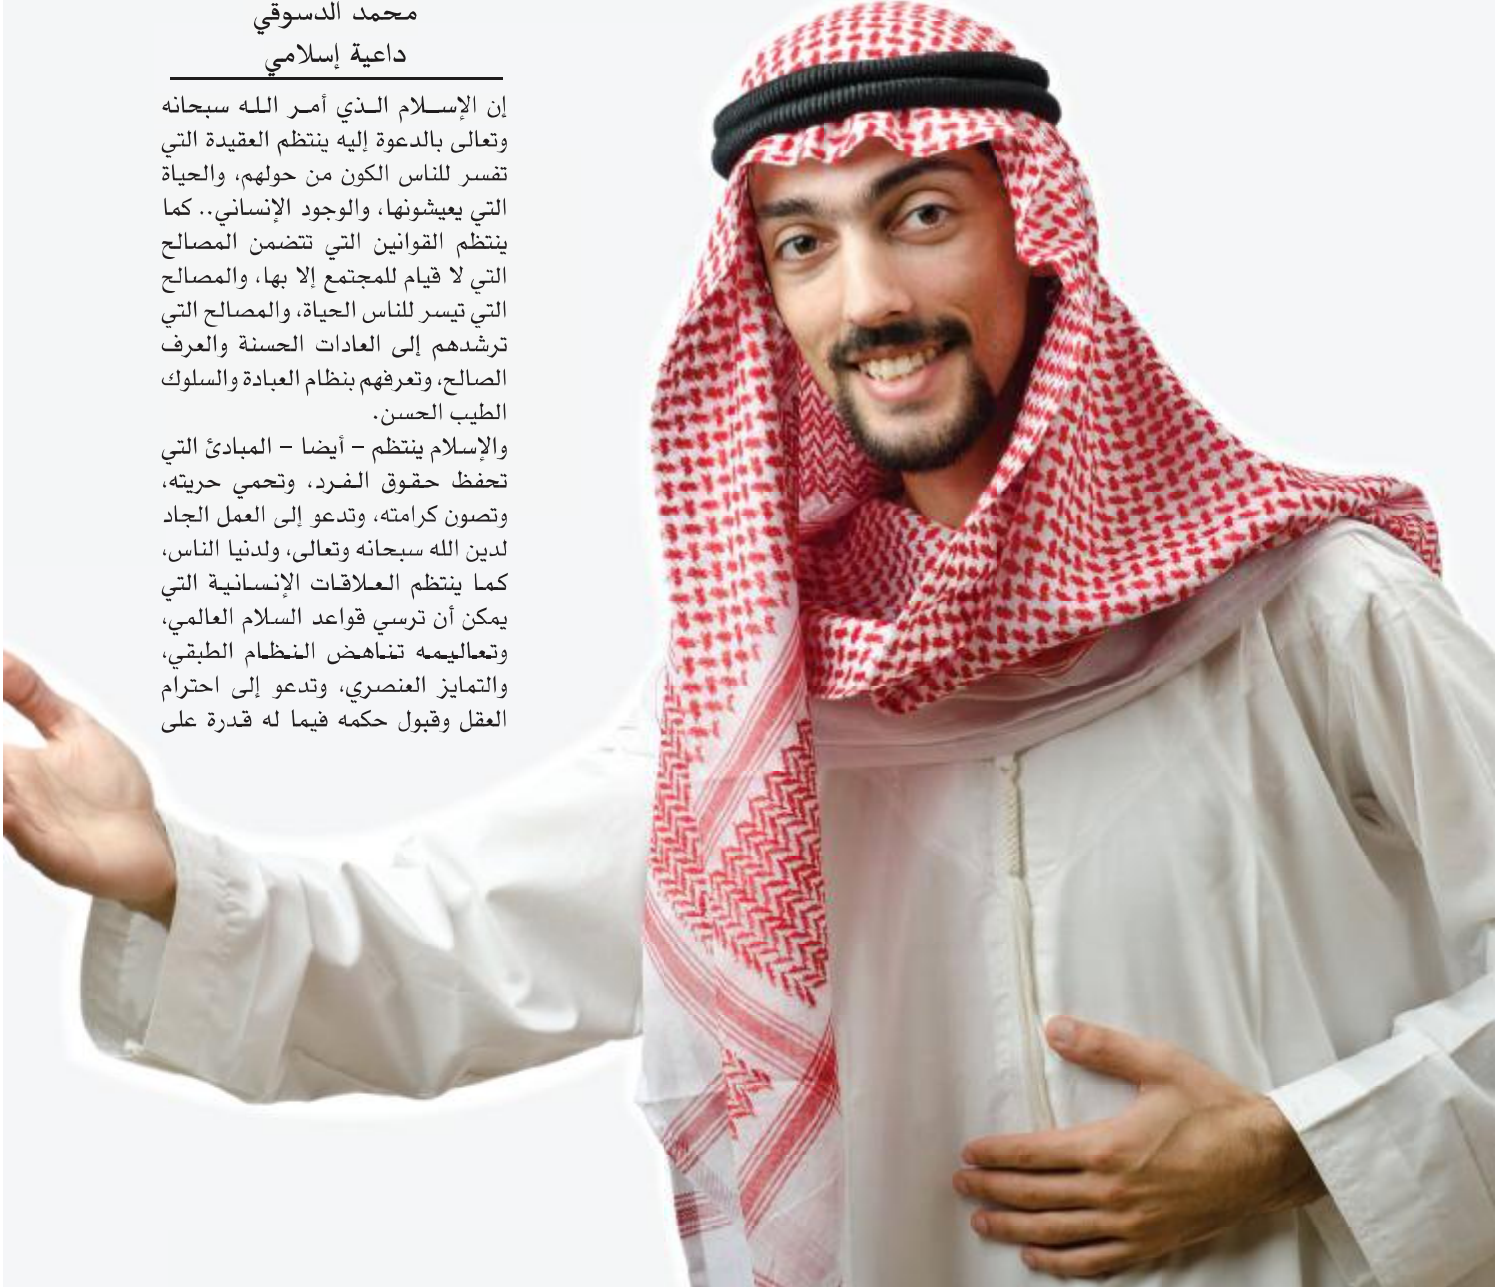 محمد الدسوقي
داعية إسلامي
إن الإسلام الذي أمر الله سبحانه
وتعالى بالدعوة إليه ينتظم العقيدة التي
تفسر للناس الكون من حولهم، والحياة
التي يعيشونها، والوجود الإنساني.. كما
ينتظم القوانين التي تتضمن المصالح
التي لا قيام للمجتمع إلا بها، والمصالح
التي تيسر للناس الحياة، والمصالح التي
ترشدهم إلى العادات الحسنة والعرف
الصالح، وتعرفهم بنظام العبادة والسلوك
الطيب الحسن.
والإسلام ينتظم – أيضا – المبادئ التي
تحفظ حقوق الفرد، وتحمي حريته،
وتصون كرامته، وتدعو إلى العمل الجاد
لدين الله سبحانه وتعالى، ولدنيا الناس،
كما ينتظم العلاقات الإنسانية التي
يمكن أن ترسي قواعد السلام العالمي،
وتعاليمه تناهض النظام الطبقي،
والتمايز العنصري، وتدعو إلى احترام
العقل وقبول حكمه فيما له قدرة على